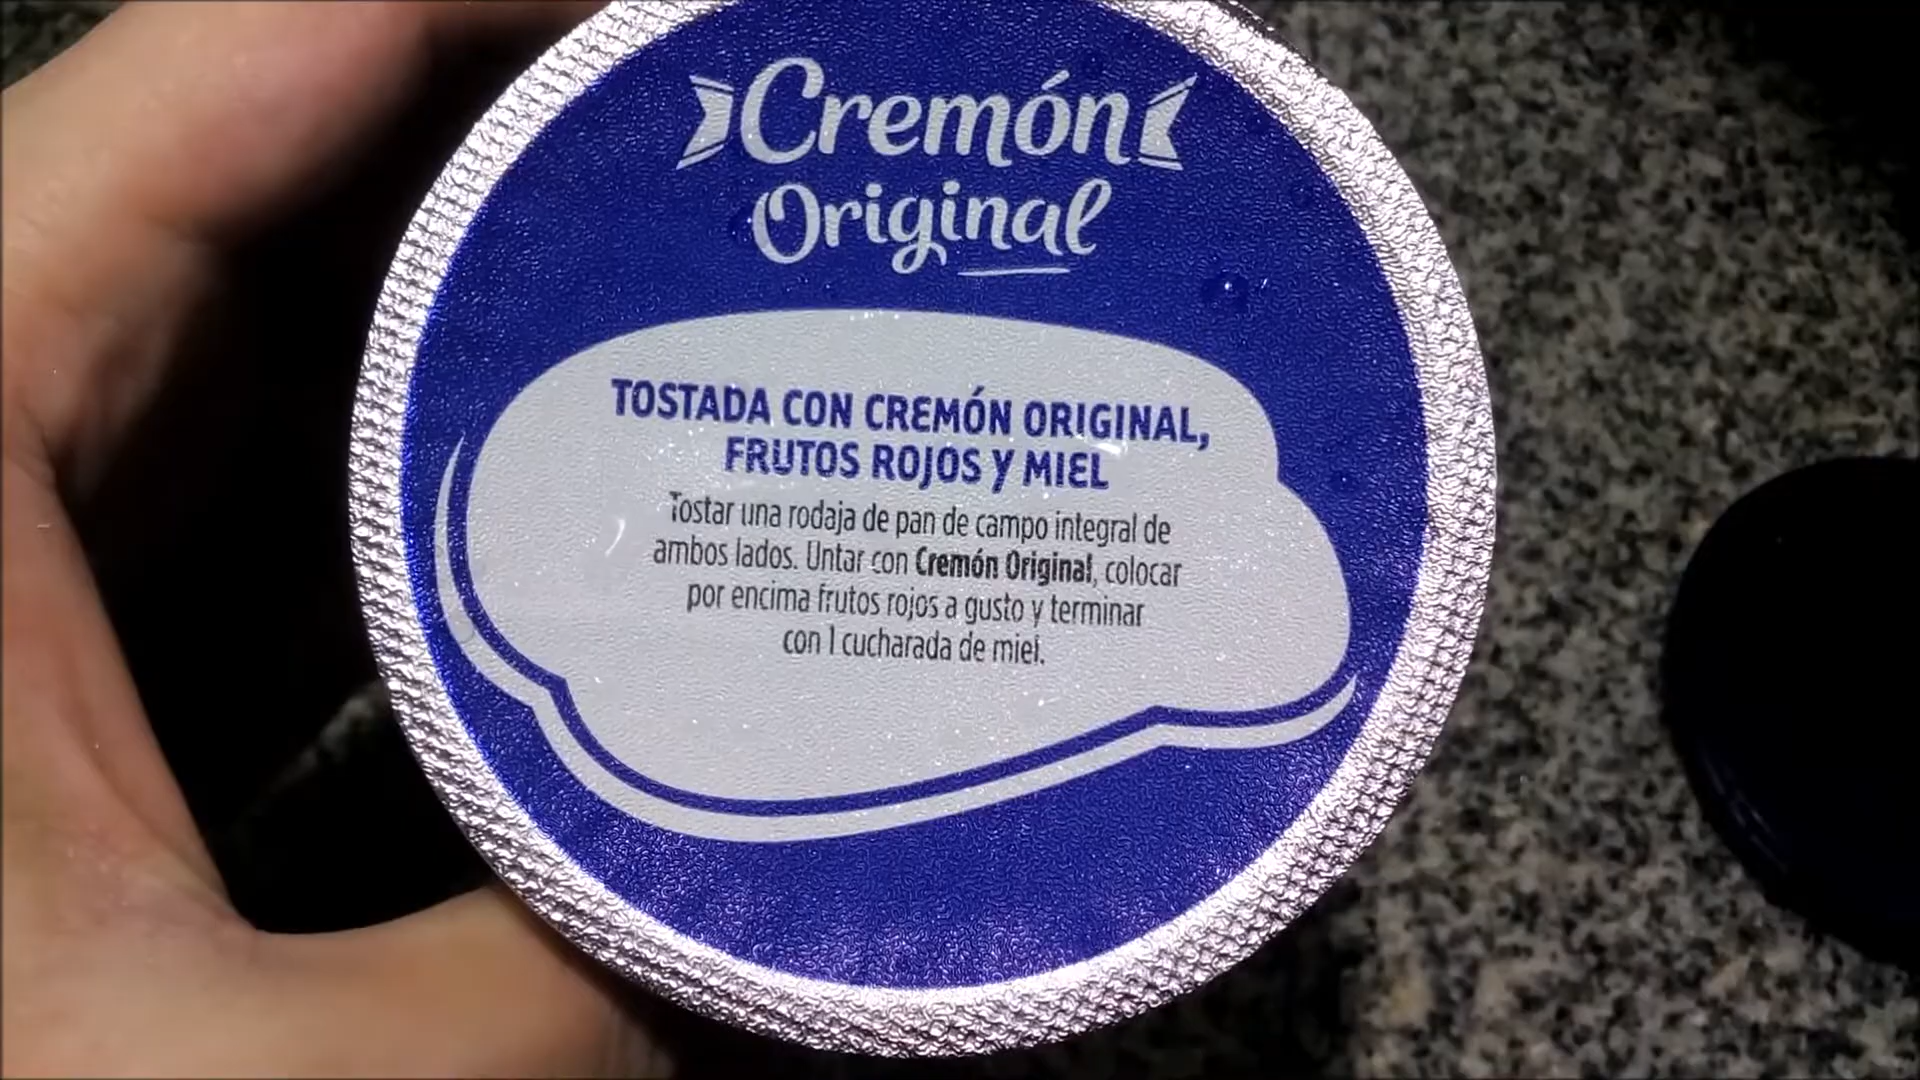 Cremón
Original
TOSTADA CON CREMÓN ORIGINAL,
FRUTOS ROJOS Y MIEL
Tostar una rodaja de pan de campo integral de
ambos lados. Untar con Cremón Original, colocar
por encima frutos rojos a gusto y terminar
con 1 cucharada de miel.